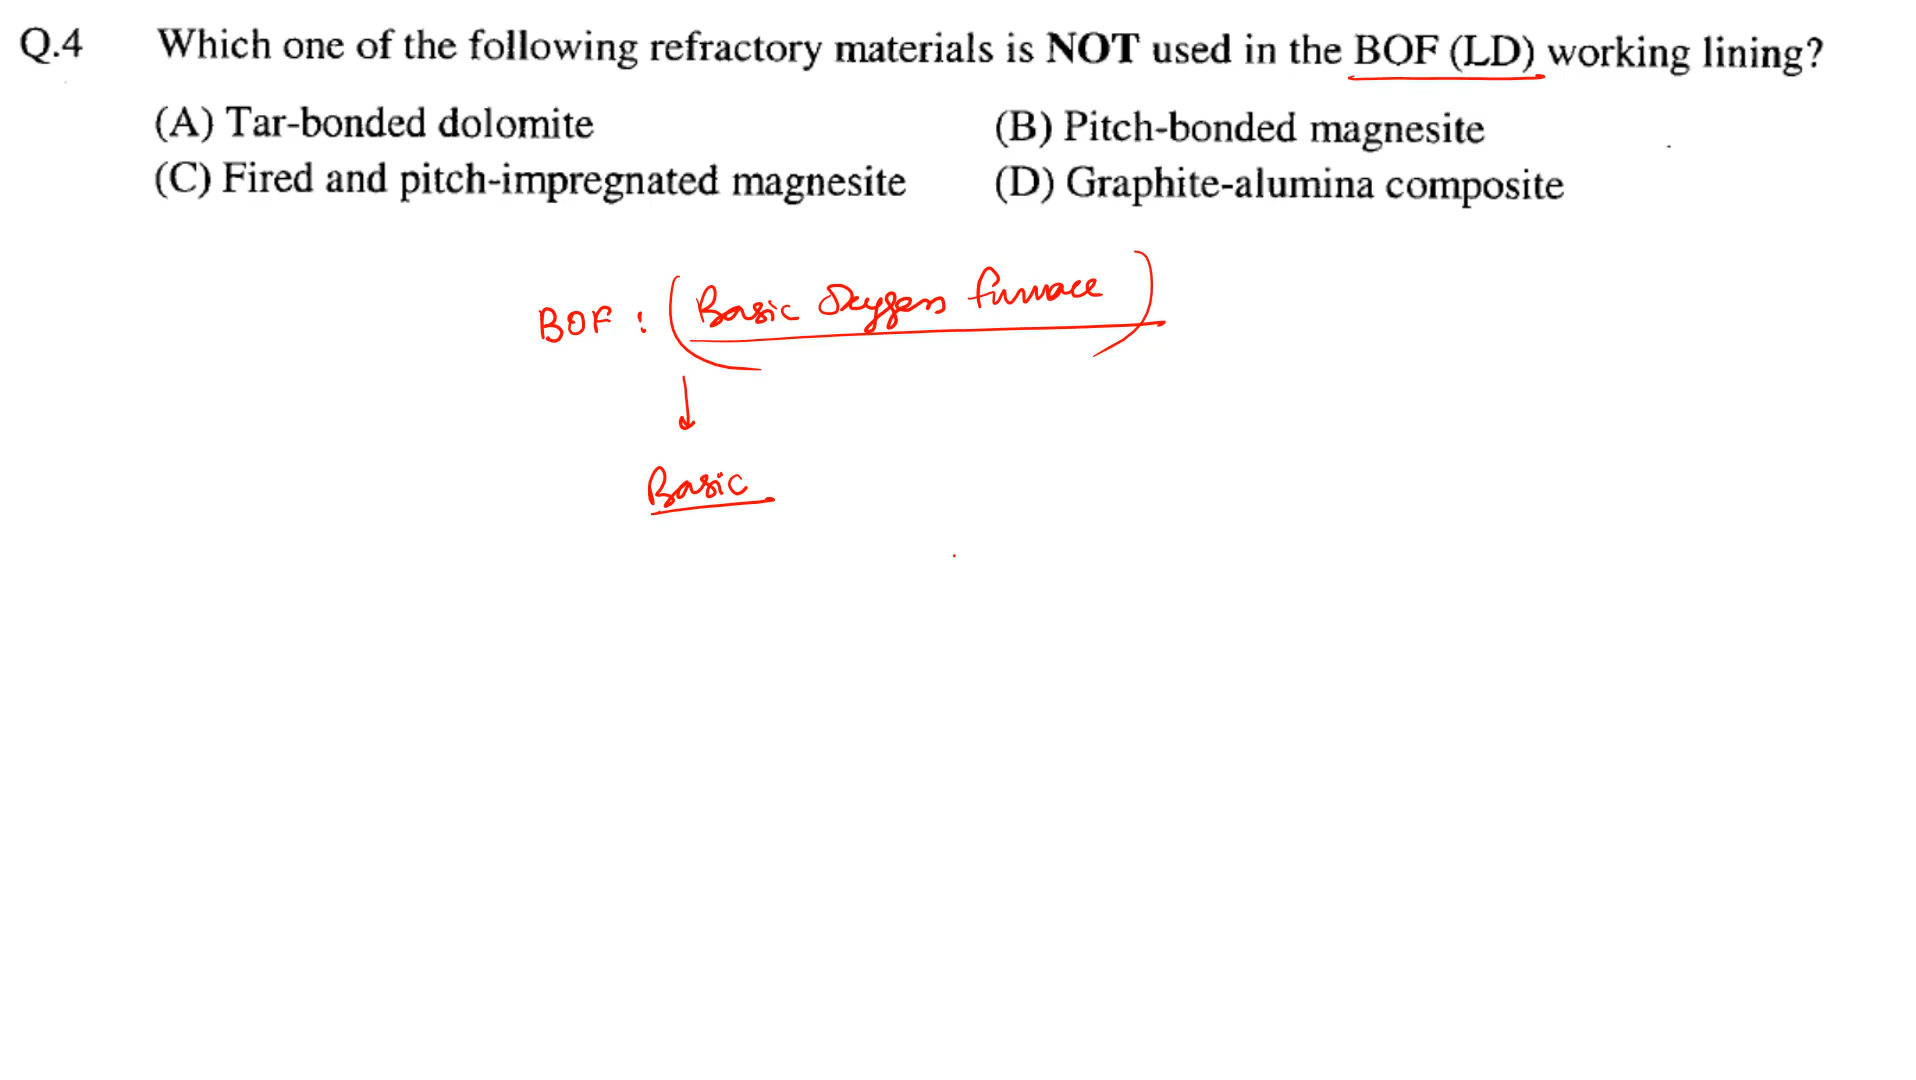 Q.4 Which one of the following refractory materials is NOT used in the BOF (LD) working lining?
(A) Tar-bonded dolomite (B) Pitch-bonded magnesite
(C) Fired and pitch-impregnated magnesite (D) Graphite-alumina composite
BOF : (Basic Oxygen furnace)
Basic